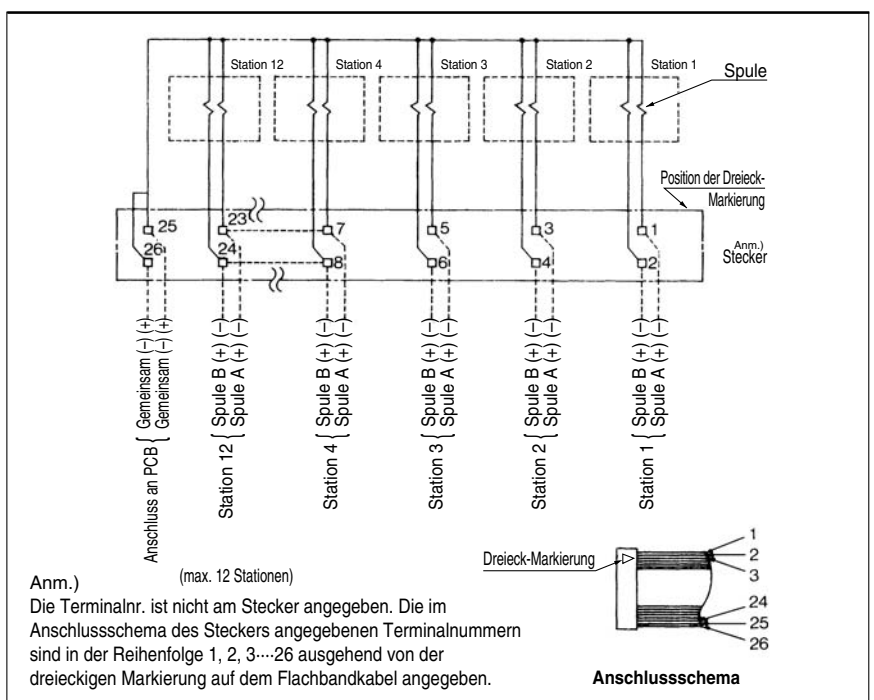 Station 12
Station 4
Station 3
Station 2
Station 1
Spule
Position der Dreieck-
Markierung
25
23
7
5
3
1
26
24
8
6
4
2
Anm.)
Stecker
Anschluss an PCB { Gemeinsam (−) (+)
Gemeinsam (−) (+)
Station 12 { Spule B (+) (−)
Spule A (+) (−)
Station 4 { Spule B (+) (−)
Spule A (+) (−)
Station 3 { Spule B (+) (−)
Spule A (+) (−)
Station 2 { Spule B (+) (−)
Spule A (+) (−)
Station 1 { Spule B (+) (−)
Spule A (+) (−)
(max. 12 Stationen)
Anm.)
Die Terminalnr. ist nicht am Stecker angegeben. Die im
Anschlussschema des Steckers angegebenen Terminalnummern
sind in der Reihenfolge 1, 2, 3····26 ausgehend von der
dreieckigen Markierung auf dem Flachbandkabel angegeben.
Dreieck-Markierung
1
2
3
24
25
26
Anschlussschema